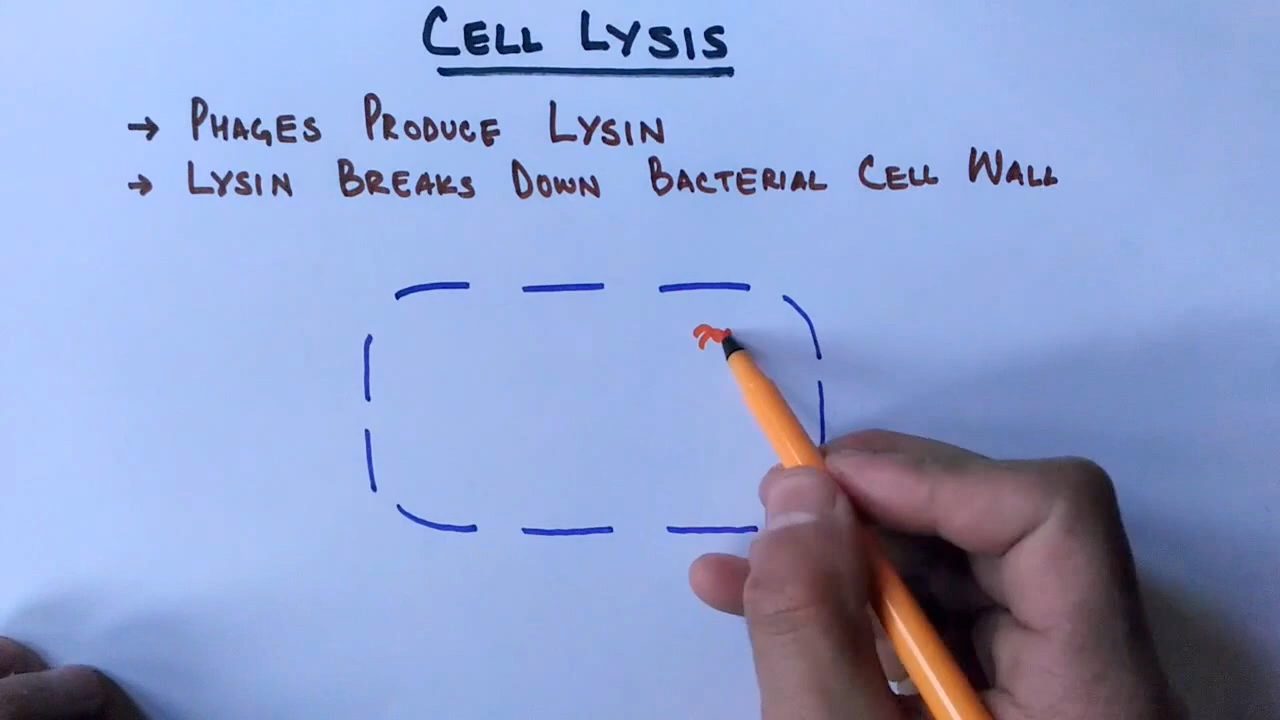 CELL LYSIS
→ PHAGES PRODUCE LYSIN
→ LYSIN BREAKS DOWN BACTERIAL CELL WALL